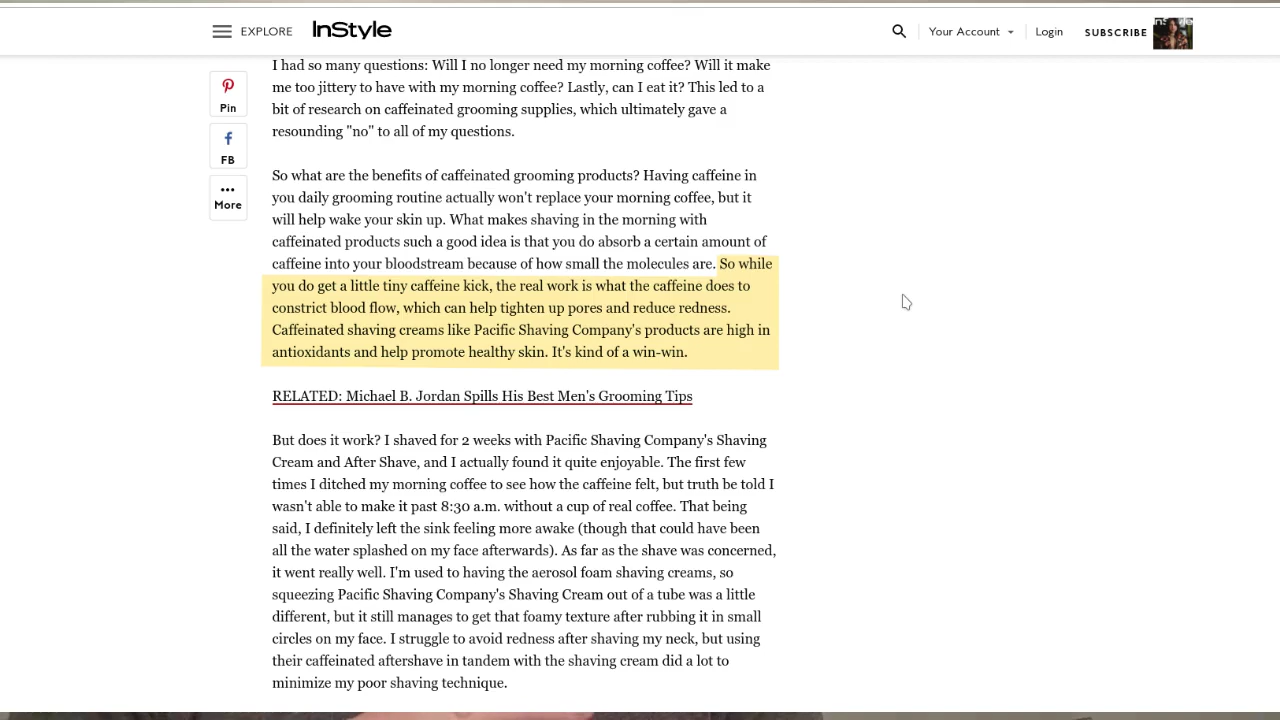 EXPLORE InStyle Your Account Login SUBSCRIBE
Pin
FB
More
I had so many questions: Will I no longer need my morning coffee? Will it make
me too jittery to have with my morning coffee? Lastly, can I eat it? This led to a
bit of research on caffeinated grooming supplies, which ultimately gave a
resounding "no" to all of my questions.
So what are the benefits of caffeinated grooming products? Having caffeine in
you daily grooming routine actually won't replace your morning coffee, but it
will help wake your skin up. What makes shaving in the morning with
caffeinated products such a good idea is that you do absorb a certain amount of
caffeine into your bloodstream because of how small the molecules are. So while
you do get a little tiny caffeine kick, the real work is what the caffeine does to
constrict blood flow, which can help tighten up pores and reduce redness.
Caffeinated shaving creams like Pacific Shaving Company's products are high in
antioxidants and help promote healthy skin. It's kind of a win-win.
RELATED: Michael B. Jordan Spills His Best Men's Grooming Tips
But does it work? I shaved for 2 weeks with Pacific Shaving Company's Shaving
Cream and After Shave, and I actually found it quite enjoyable. The first few
times I ditched my morning coffee to see how the caffeine felt, but truth be told I
wasn't able to make it past 8:30 a.m. without a cup of real coffee. That being
said, I definitely left the sink feeling more awake (though that could have been
all the water splashed on my face afterwards). As far as the shave was concerned,
it went really well. I'm used to having the aerosol foam shaving creams, so
squeezing Pacific Shaving Company's Shaving Cream out of a tube was a little
different, but it still manages to get that foamy texture after rubbing it in small
circles on my face. I struggle to avoid redness after shaving my neck, but using
their caffeinated aftershave in tandem with the shaving cream did a lot to
minimize my poor shaving technique.